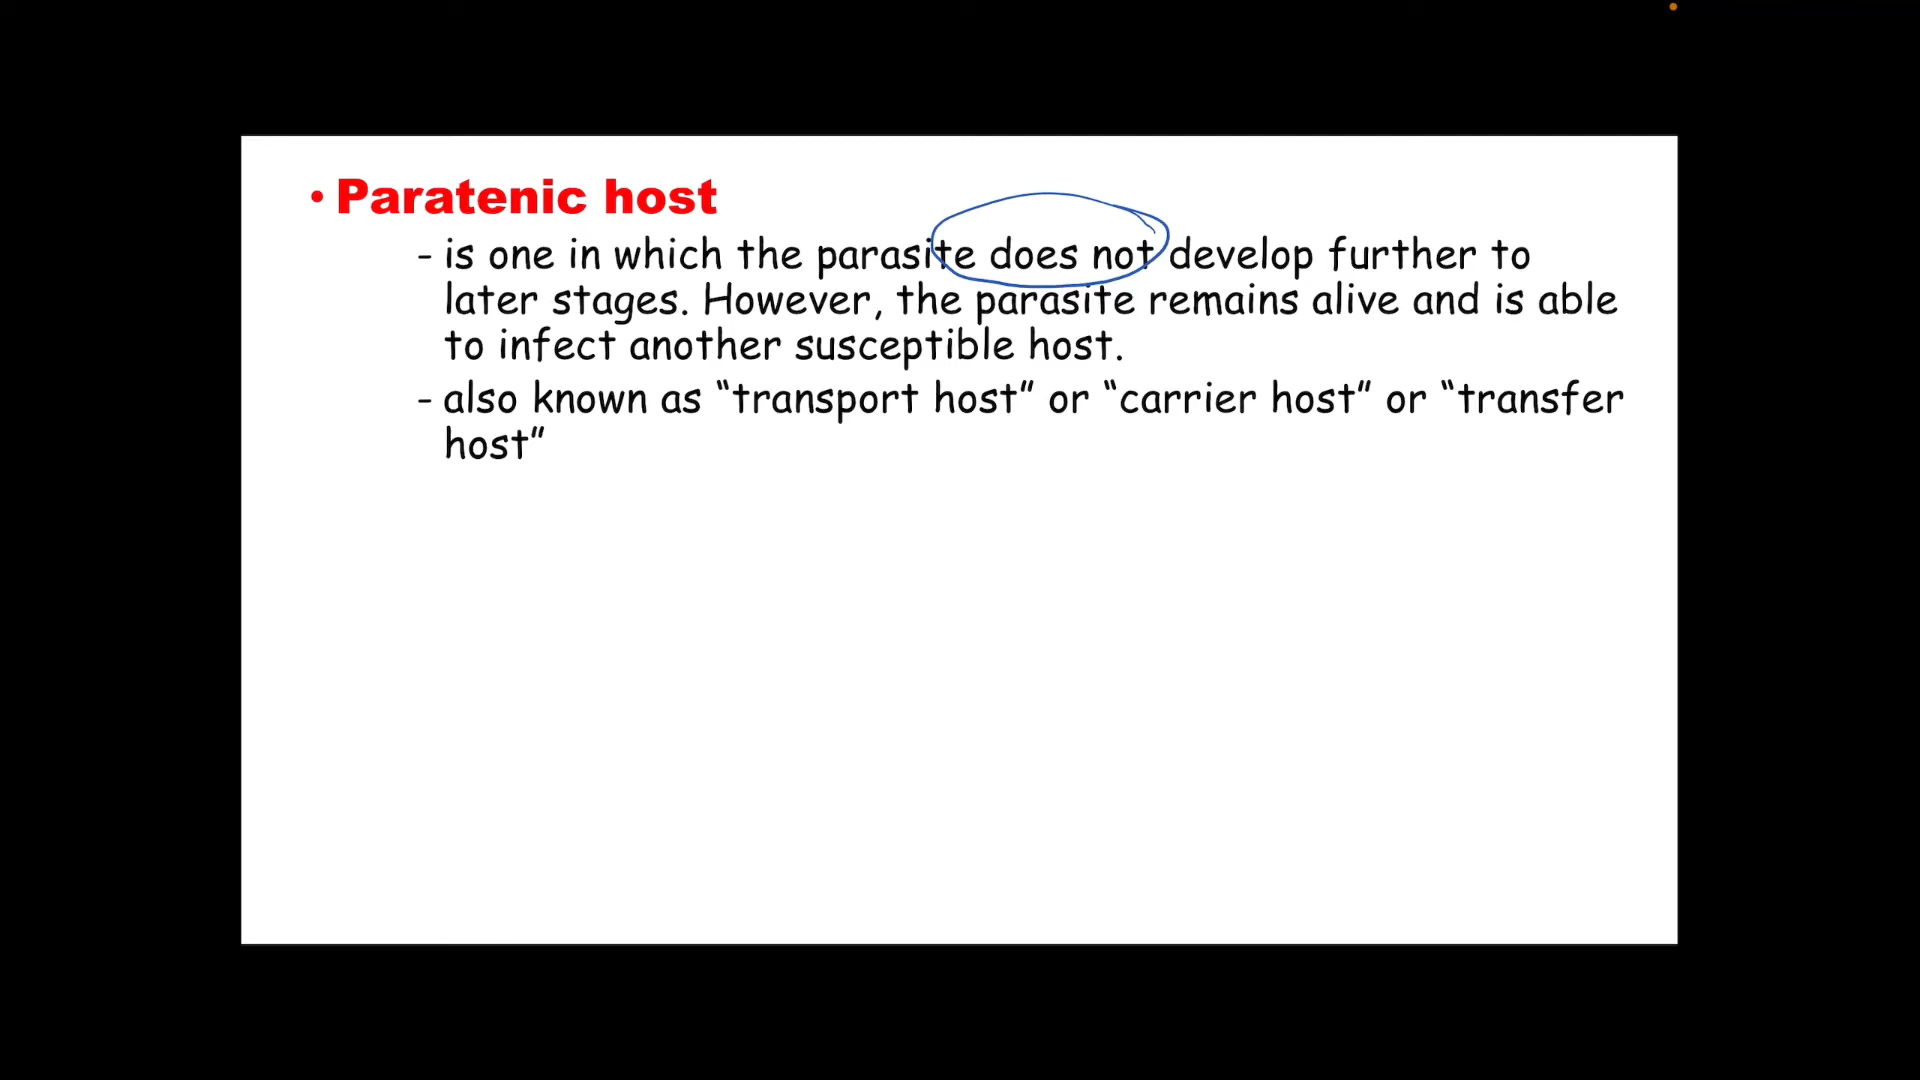 • Paratenic host
- is one in which the parasite does not develop further to
later stages. However, the parasite remains alive and is able
to infect another susceptible host.
- also known as “transport host” or “carrier host” or “transfer
host”